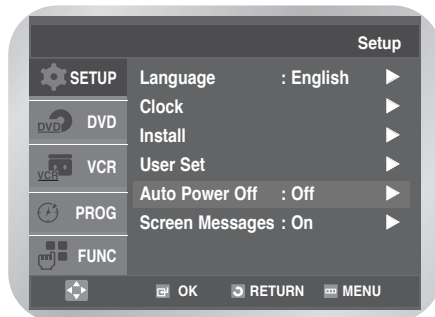 Setup
SETUP
Language : English
Clock
DVD DVD
Install
VCR VCR
User Set
Auto Power Off : Off
PROG
Screen Messages : On
FUNC
OK RETURN MENU